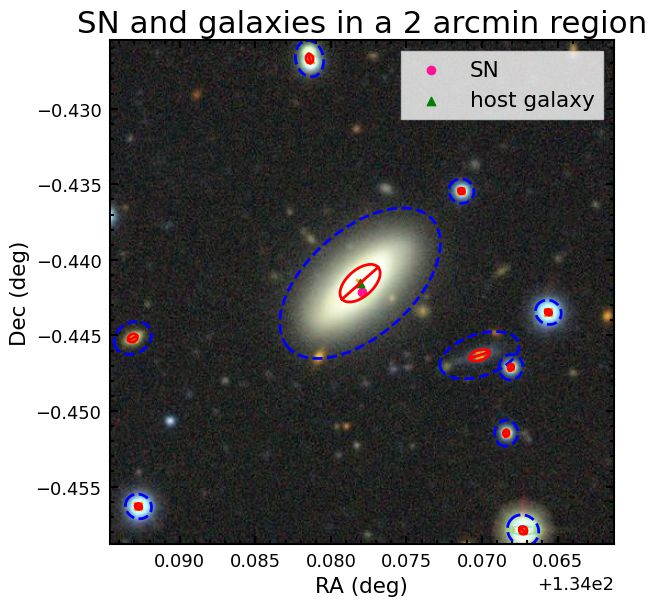 SN and galaxies in a 2 arcmin region
SN
host galaxy
−0.430
−0.435
−0.440
−0.445
−0.450
−0.455
Dec (deg)
0.090 0.085 0.080 0.075 0.070 0.065
RA (deg)
+1.34e2